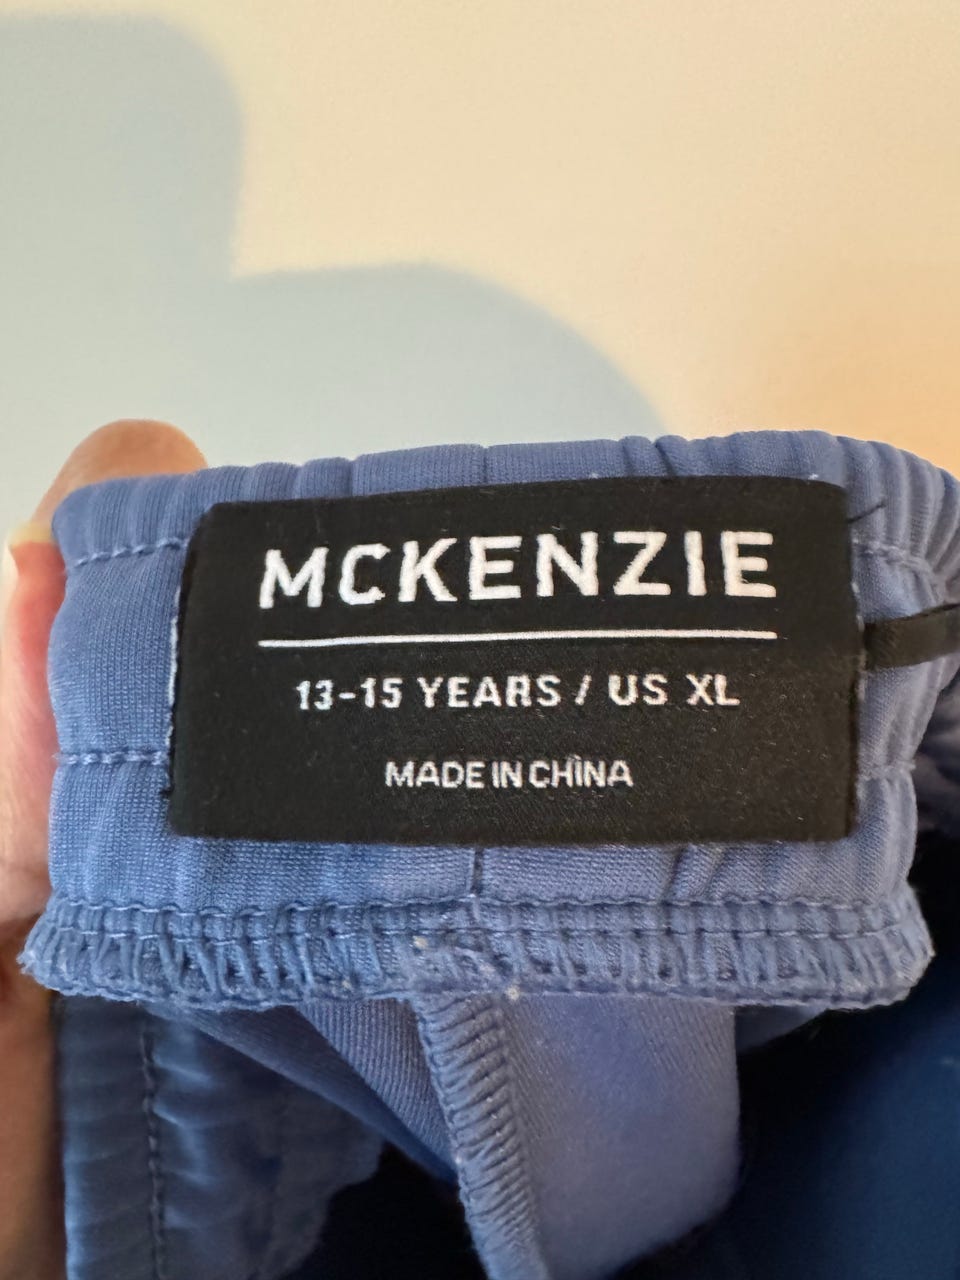 MCKENZIE
13-15 YEARS / US XL
MADE IN CHINA